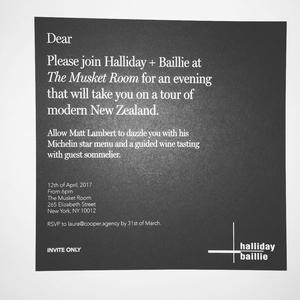 Dear
Please join Halliday + Baillie at
The Musket Room for an evening
that will take you on a tour of
modern New Zealand.
Allow Matt Lambert to dazzle you with his
Michelin star menu and a guided wine tasting
with guest sommelier.
12th of April, 2017
From 6pm
The Musket Room
265 Elizabeth Street
New York, NY 10012
RSVP to laura@cooper.agency by 31st of March.
INVITE ONLY
halliday
baillie